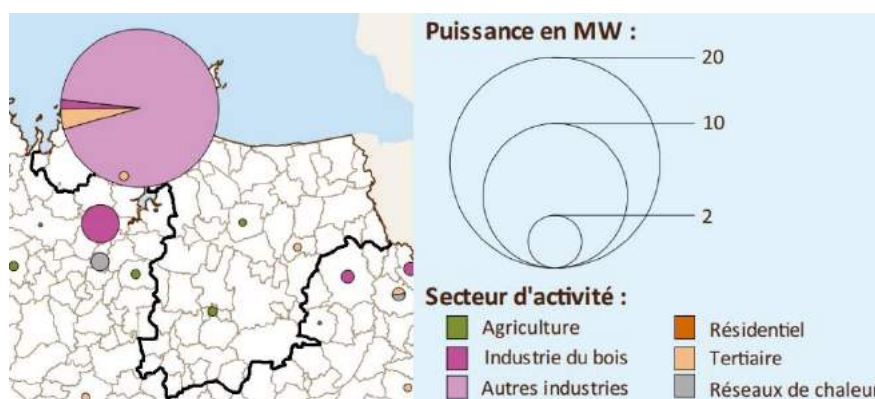 Puissance en MW :
20
10
2
Secteur d'activité :
Agriculture
Industrie du bois
Autres industries
Résidentiel
Tertiaire
Réseaux de chaleur